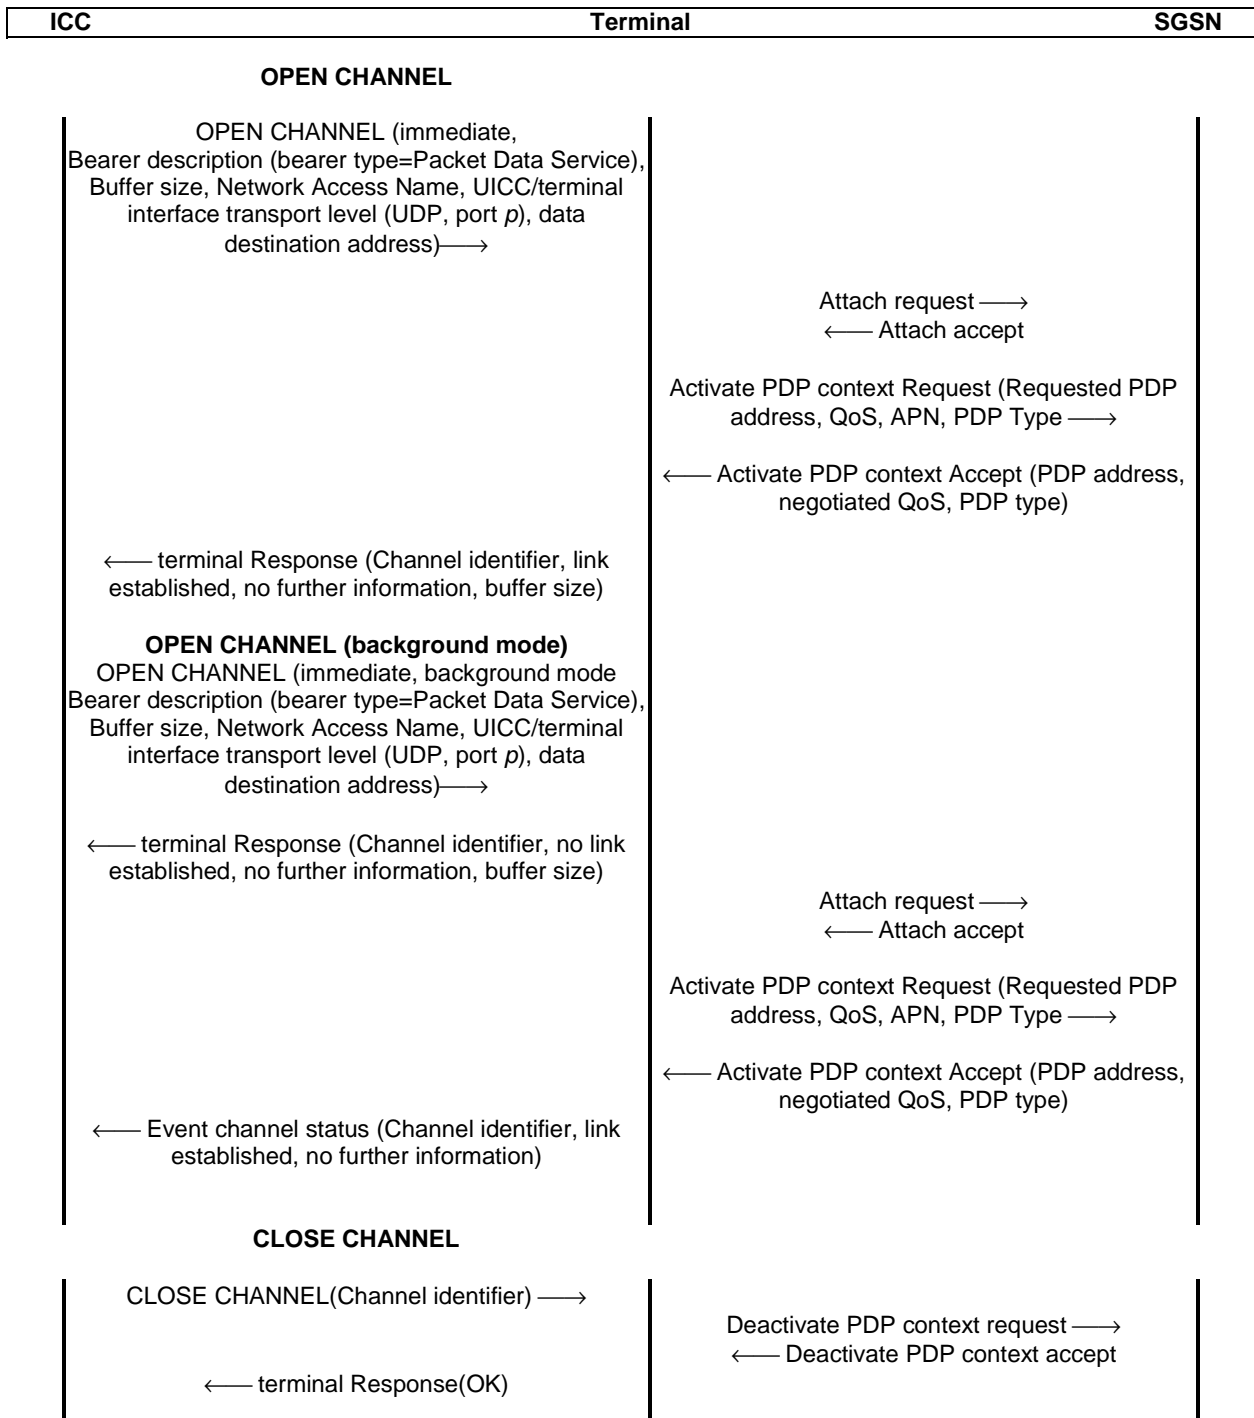 ICC Terminal SGSN
OPEN CHANNEL
OPEN CHANNEL (immediate,
Bearer description (bearer type=Packet Data Service),
Buffer size, Network Access Name, UICC/terminal
interface transport level (UDP, port p), data
destination address)⟶
Attach request ⟶
⟵ Attach accept
Activate PDP context Request (Requested PDP
address, QoS, APN, PDP Type ⟶
⟵ Activate PDP context Accept (PDP address,
negotiated QoS, PDP type)
⟵ terminal Response (Channel identifier, link
established, no further information, buffer size)
OPEN CHANNEL (background mode)
OPEN CHANNEL (immediate, background mode
Bearer description (bearer type=Packet Data Service),
Buffer size, Network Access Name, UICC/terminal
interface transport level (UDP, port p), data
destination address)⟶
⟵ terminal Response (Channel identifier, no link
established, no further information, buffer size)
Attach request ⟶
⟵ Attach accept
Activate PDP context Request (Requested PDP
address, QoS, APN, PDP Type ⟶
⟵ Activate PDP context Accept (PDP address,
negotiated QoS, PDP type)
⟵ Event channel status (Channel identifier, link
established, no further information)
CLOSE CHANNEL
CLOSE CHANNEL(Channel identifier) ⟶
Deactivate PDP context request ⟶
⟵ Deactivate PDP context accept
⟵ terminal Response(OK)